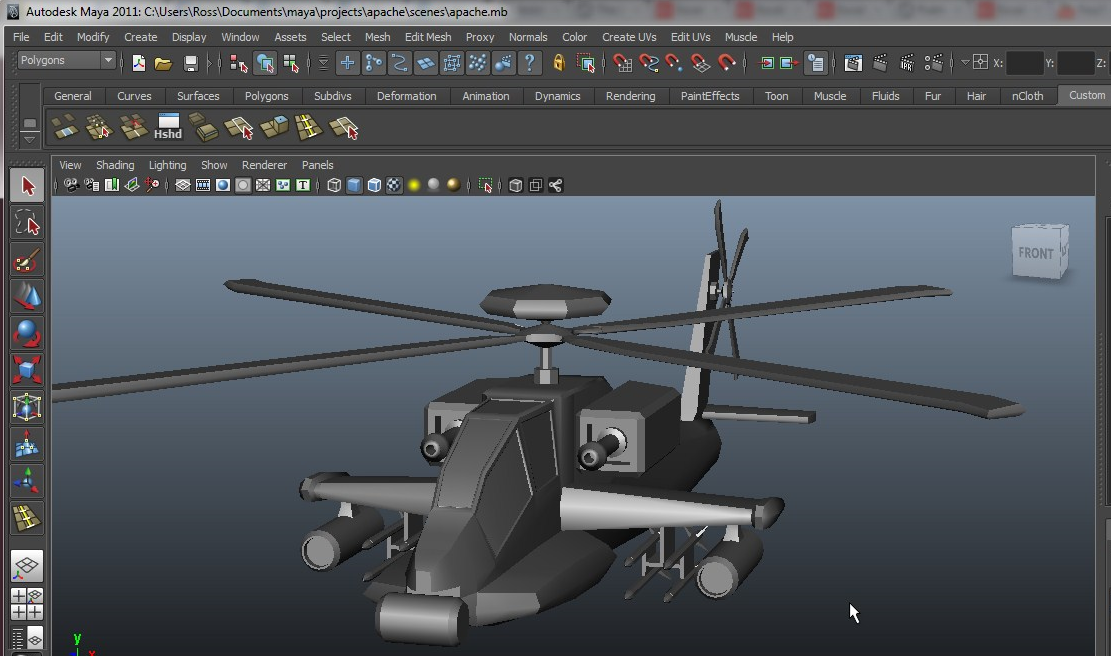 Autodesk Maya 2011: C:\Users\Ross\Documents\maya\projects\apache\scenes\apache.mb
File Edit Modify Create Display Window Assets Select Mesh Edit Mesh Proxy Normals Color Create UVs Edit UVs Muscle Help
Polygons X: Y: Z:
General Curves Surfaces Polygons Subdivs Deformation Animation Dynamics Rendering PaintEffects Toon Muscle Fluids Fur Hair nCloth Custom
Hshd
View Shading Lighting Show Renderer Panels
T
FRONT
y
x